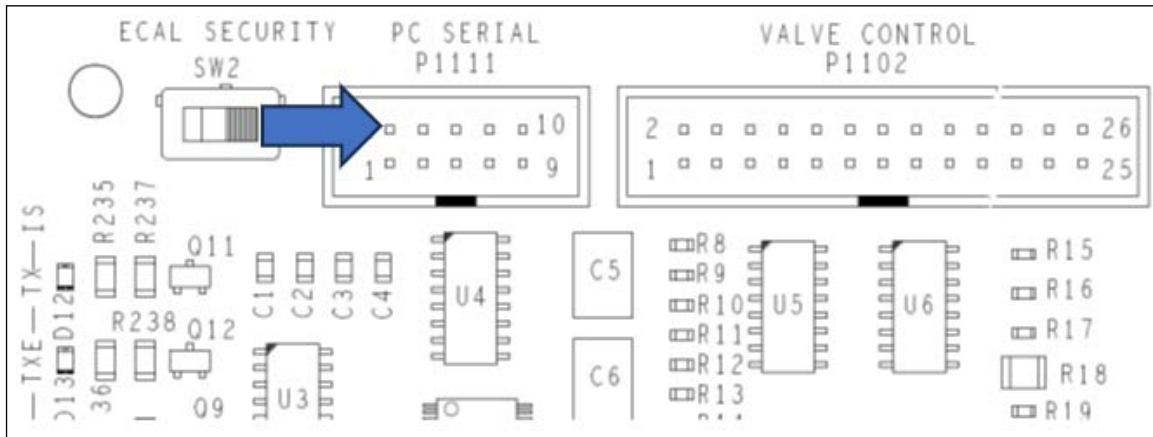 ECAL SECURITY
SW2
PC SERIAL
P1111
10
1
9
VALVE CONTROL
P1102
2
26
1
25
TXE — TX — IS
R235
R237
D12
Q11
C1
C2
C3
C4
U4
C5
R8
R9
R10
R11
R12
R13
U5
U6
R15
R16
R17
R18
R19
R238
Q12
D13
36
Q9
U3
C6